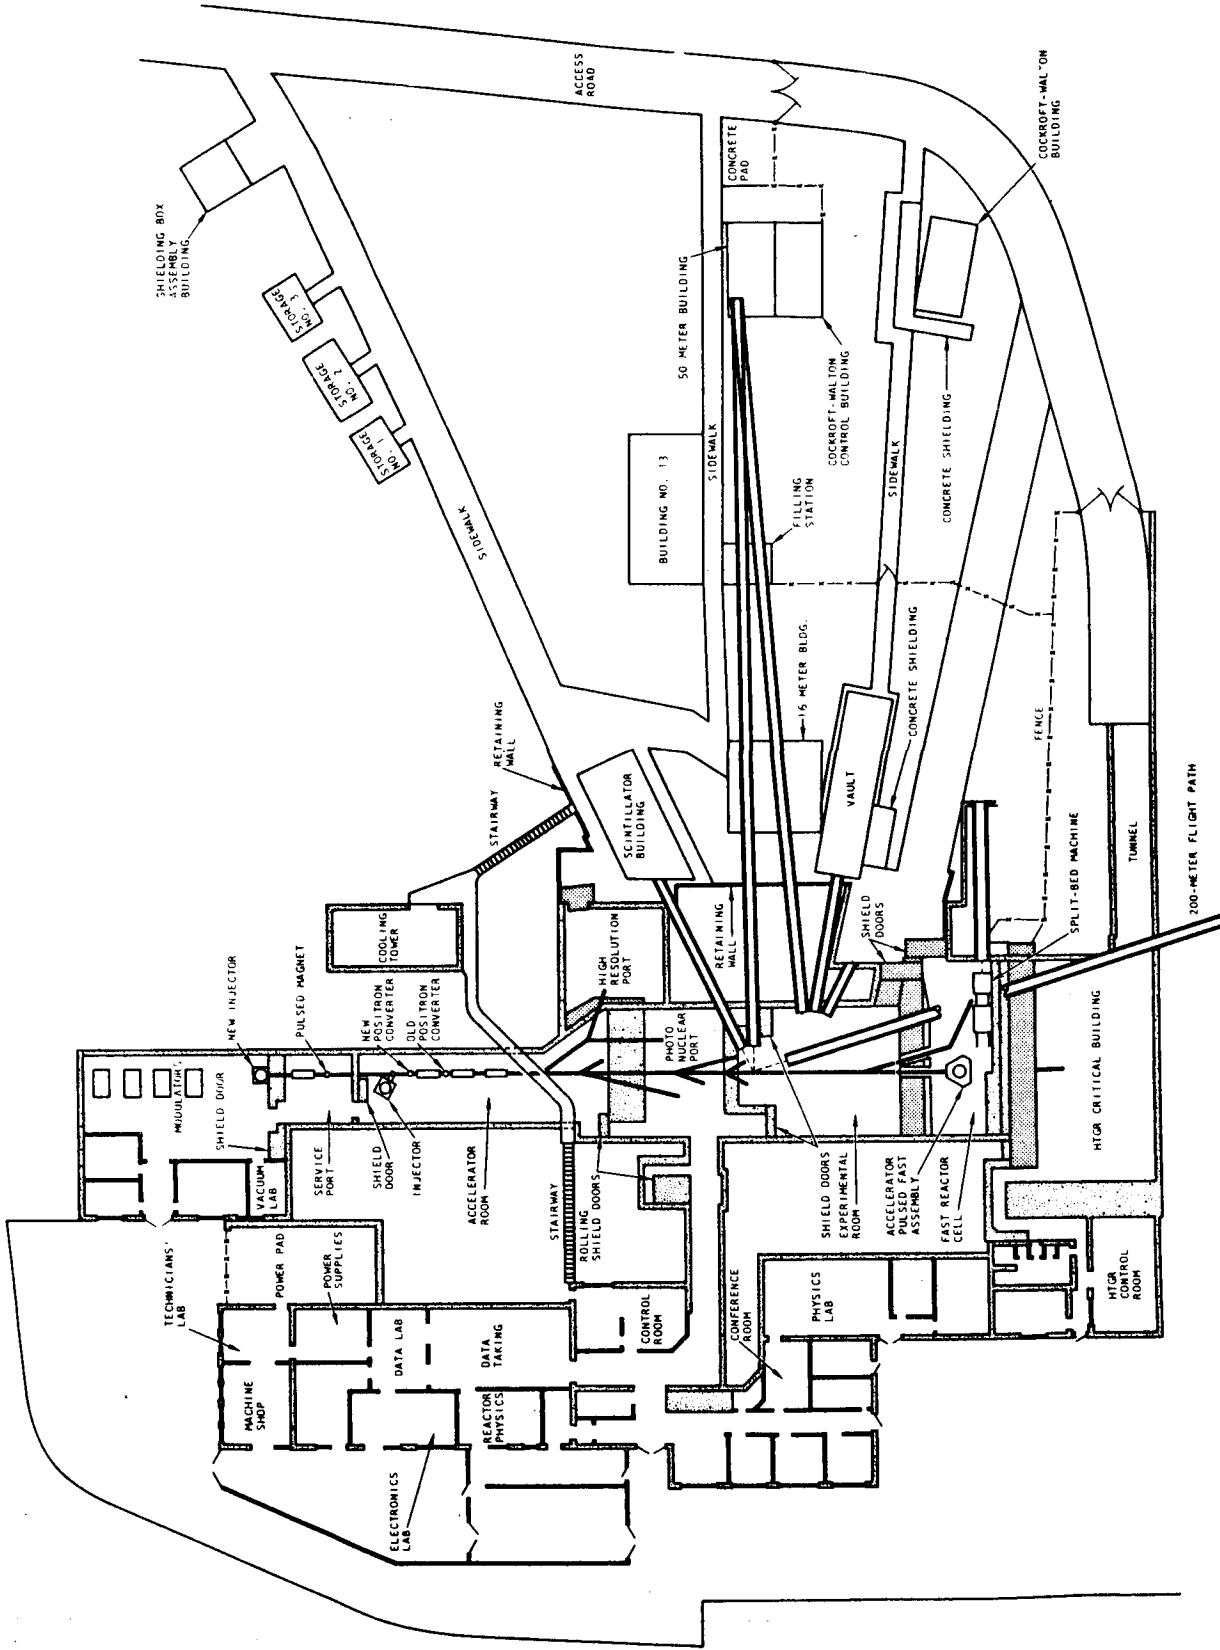 SHIELDING BOX
ASSEMBLY
BUILDING
STORAGE
NO. 3
STORAGE
NO. 2
STORAGE
NO. 1
SIDEWALK
ACCESS
ROAD
CONCRETE
PAD
COCKROFT-WALTON
BUILDING
50 METER BUILDING
SIDEWALK
BUILDING NO. 13
COCKROFT-WALTON
CONTROL BUILDING
FILLING
STATION
SIDEWALK
CONCRETE SHIELDING
RETAINING
WALL
STAIRWAY
SCINTILLATOR
BUILDING
16 METER BLDG.
VAULT
CONCRETE SHIELDING
FENCE
TUNNEL
200-METER FLIGHT PATH
SPLIT-BED MACHINE
SHIELD
DOORS
RETAINING
WALL
COOLING
TOWER
HIGH
RESOLUTION
PORT
NEW INJECTOR
PULSED MAGNET
NEW
POSITRON
CONVERTER
OLD
POSITRON
CONVERTER
PHOTO
NUCLEAR
PORT
MODULATORS
SHIELD DOOR
VACUUM
LAB
SERVICE
PORT
SHIELD
DOOR
INJECTOR
ACCELERATOR
ROOM
STAIRWAY
ROLLING
SHIELD DOORS
SHIELD DOORS
EXPERIMENTAL
ROOM
ACCELERATOR
PULSED FAST
ASSEMBLY
FAST REACTOR
CELL
HTGR CRITICAL BUILDING
HTGR
CONTROL
ROOM
TECHNICIANS'
LAB
POWER PAD
POWER
SUPPLIES
MACHINE
SHOP
DATA LAB
DATA
TAKING
CONTROL
ROOM
CONFERENCE
ROOM
PHYSICS
LAB
REACTOR
PHYSICS
ELECTRONICS
LAB